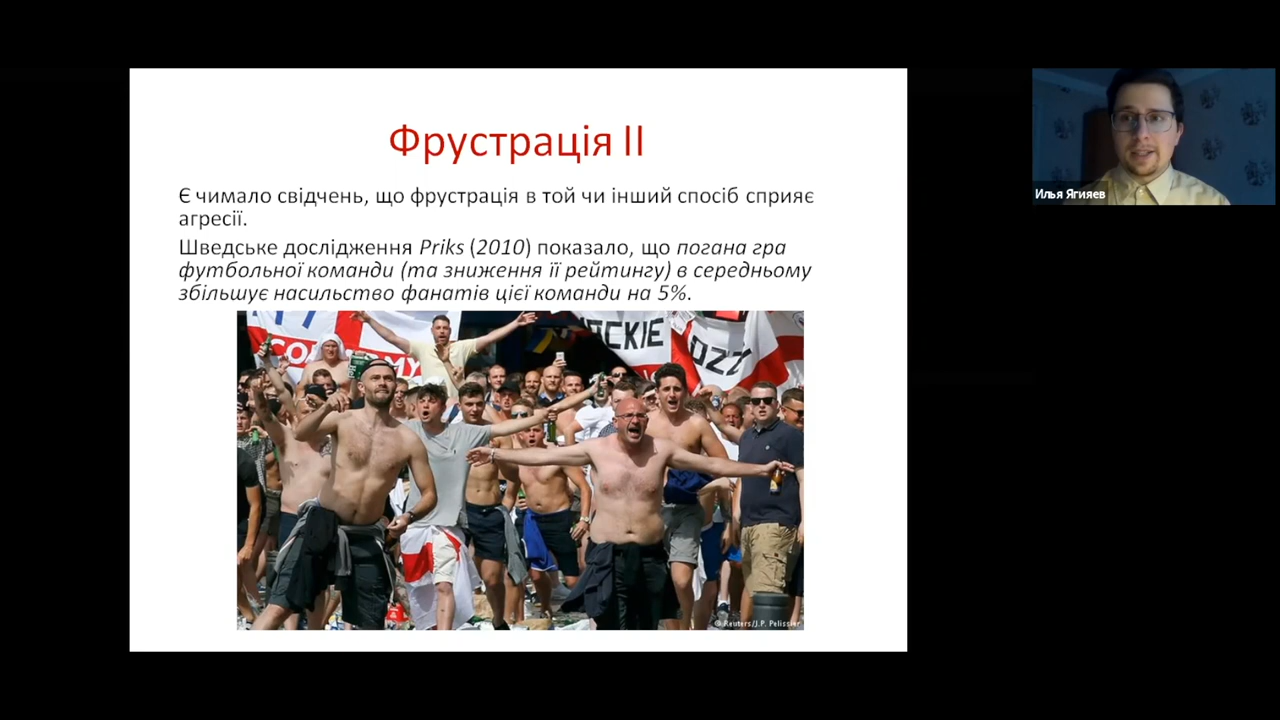 Фрустрація II
Є чимало свідчень, що фрустрація в той чи інший спосіб сприяє
агресії.
Шведське дослідження Priks (2010) показало, що погана гра
футбольної команди (та зниження її рейтингу) в середньому
збільшує насильство фанатів цієї команди на 5%.
OZZ
© Reuters/J.P. Pelissier
Илья Ягияев